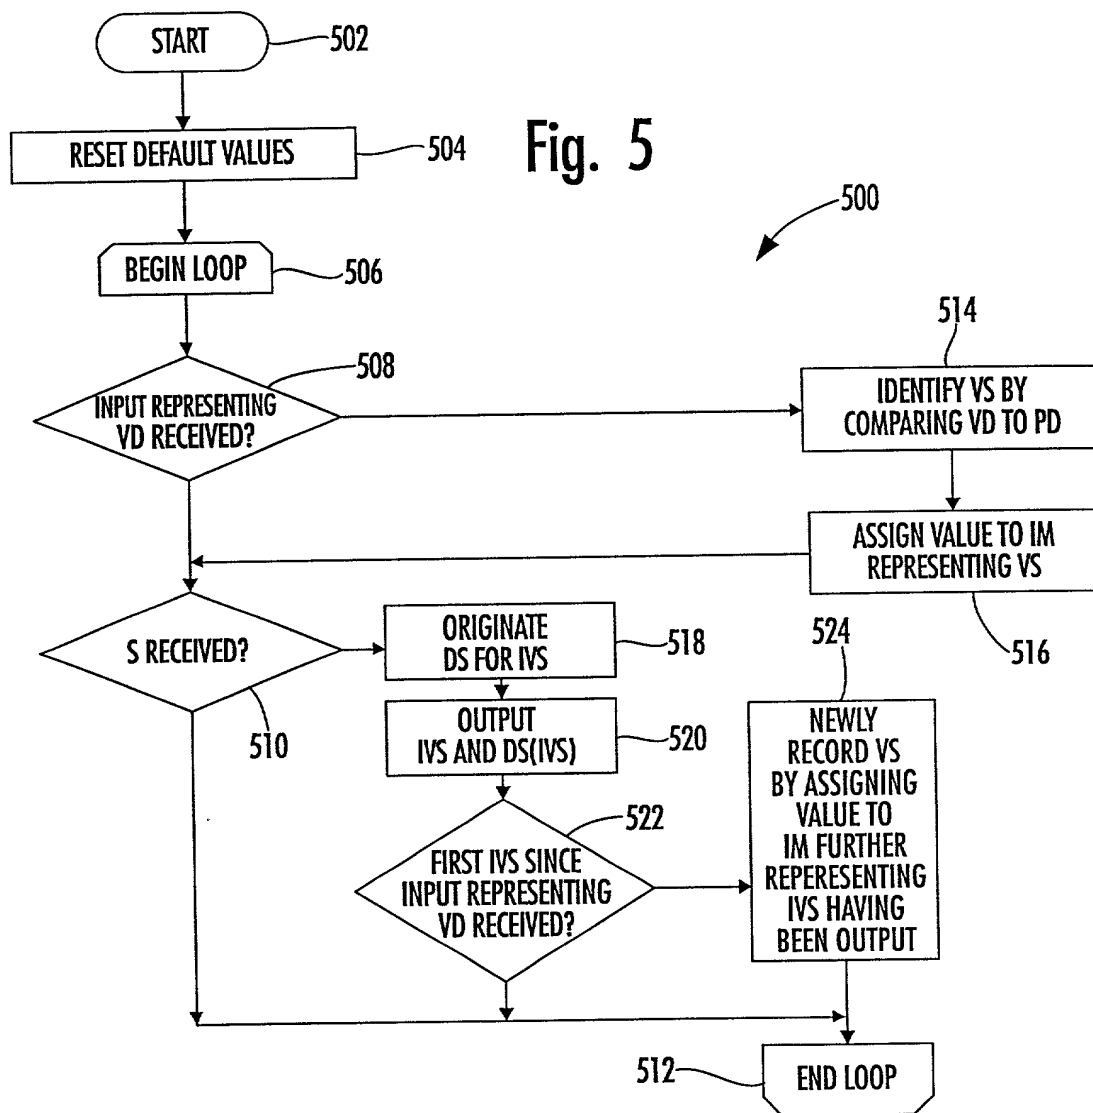 START
502
RESET DEFAULT VALUES
504
Fig. 5
500
BEGIN LOOP
506
INPUT REPRESENTING
VD RECEIVED?
508
514
IDENTIFY VS BY
COMPARING VD TO PD
ASSIGN VALUE TO IM
REPRESENTING VS
516
S RECEIVED?
510
ORIGINATE
DS FOR IVS
518
OUTPUT
IVS AND DS(IVS)
520
FIRST IVS SINCE
INPUT REPRESENTING
VD RECEIVED?
522
524
NEWLY
RECORD VS
BY ASSIGNING
VALUE TO
IM FURTHER
REPERESENTING
IVS HAVING
BEEN OUTPUT
512
END LOOP